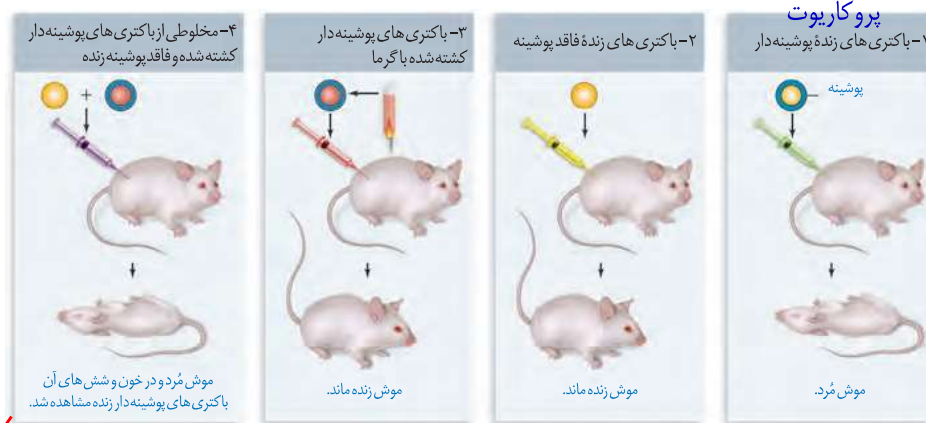 پروکاریوت
۱-باکتری‌های زندهٔ پوشینه‌دار
پوشینه
موش مُرد.
۲-باکتری‌های زندهٔ فاقد پوشینه
موش زنده ماند.
۳-باکتری‌های پوشینه‌دار
کشته‌شده با گرما
موش زنده ماند.
۴-مخلوطی از باکتری‌های پوشینه‌دار
کشته‌شده و فاقد پوشینه زنده
+
موش مُرد و در خون و شش‌های آن
باکتری‌های پوشینه‌دار زنده مشاهده شد.